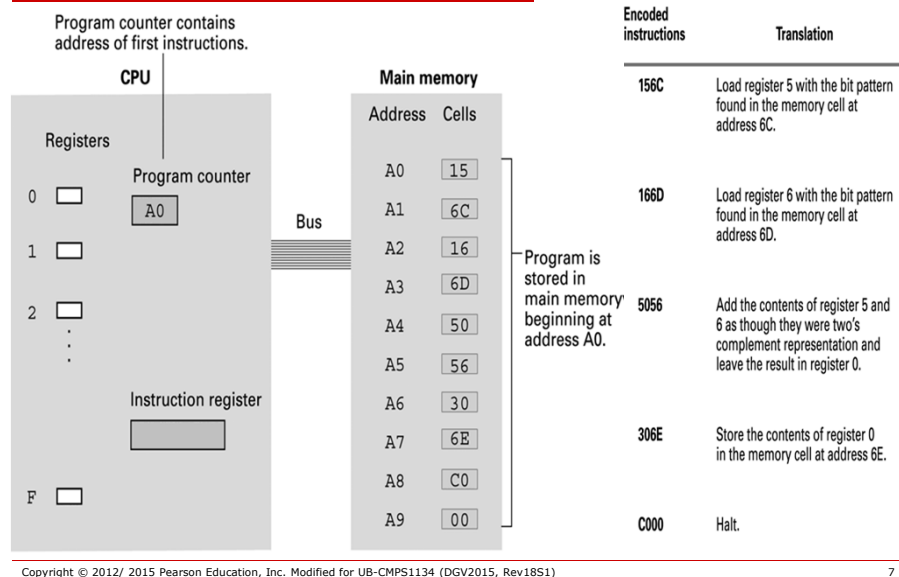 Program counter contains
address of first instructions.
CPU
Registers
0
1
2
.
.
.
F
Program counter
A0
Instruction register
Bus
Main memory
Address Cells
A0 15
A1 6C
A2 16
A3 6D
A4 50
A5 56
A6 30
A7 6E
A8 C0
A9 00
Program is
stored in
main memory
beginning at
address A0.
Encoded
instructions Translation
156C Load register 5 with the bit pattern
found in the memory cell at
address 6C.
166D Load register 6 with the bit pattern
found in the memory cell at
address 6D.
5056 Add the contents of register 5 and
6 as though they were two's
complement representation and
leave the result in register 0.
306E Store the contents of register 0
in the memory cell at address 6E.
C000 Halt.
Copyright © 2012/ 2015 Pearson Education, Inc. Modified for UB-CMPS1134 (DGV2015, Rev18S1) 7